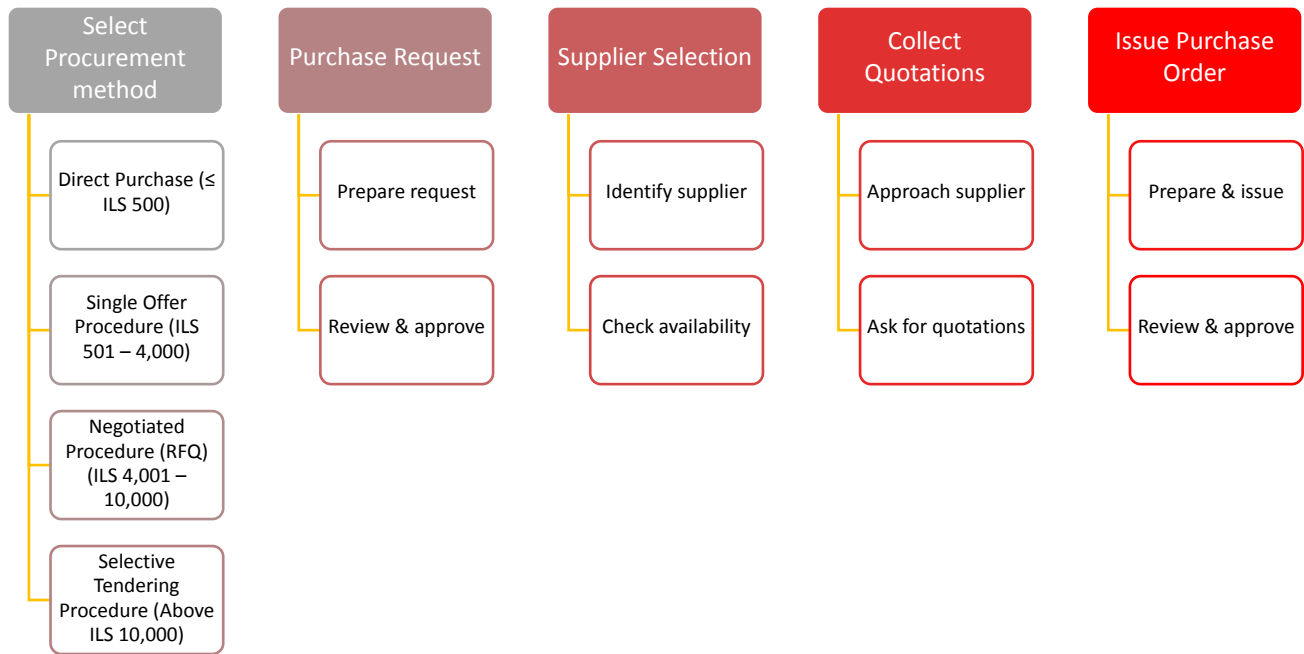 Select
Procurement
method
Direct Purchase (≤
ILS 500)
Single Offer
Procedure (ILS
501 – 4,000)
Negotiated
Procedure (RFQ)
(ILS 4,001 –
10,000)
Selective
Tendering
Procedure (Above
ILS 10,000)
Purchase Request
Prepare request
Review & approve
Supplier Selection
Identify supplier
Check availability
Collect
Quotations
Approach supplier
Ask for quotations
Issue Purchase
Order
Prepare & issue
Review & approve